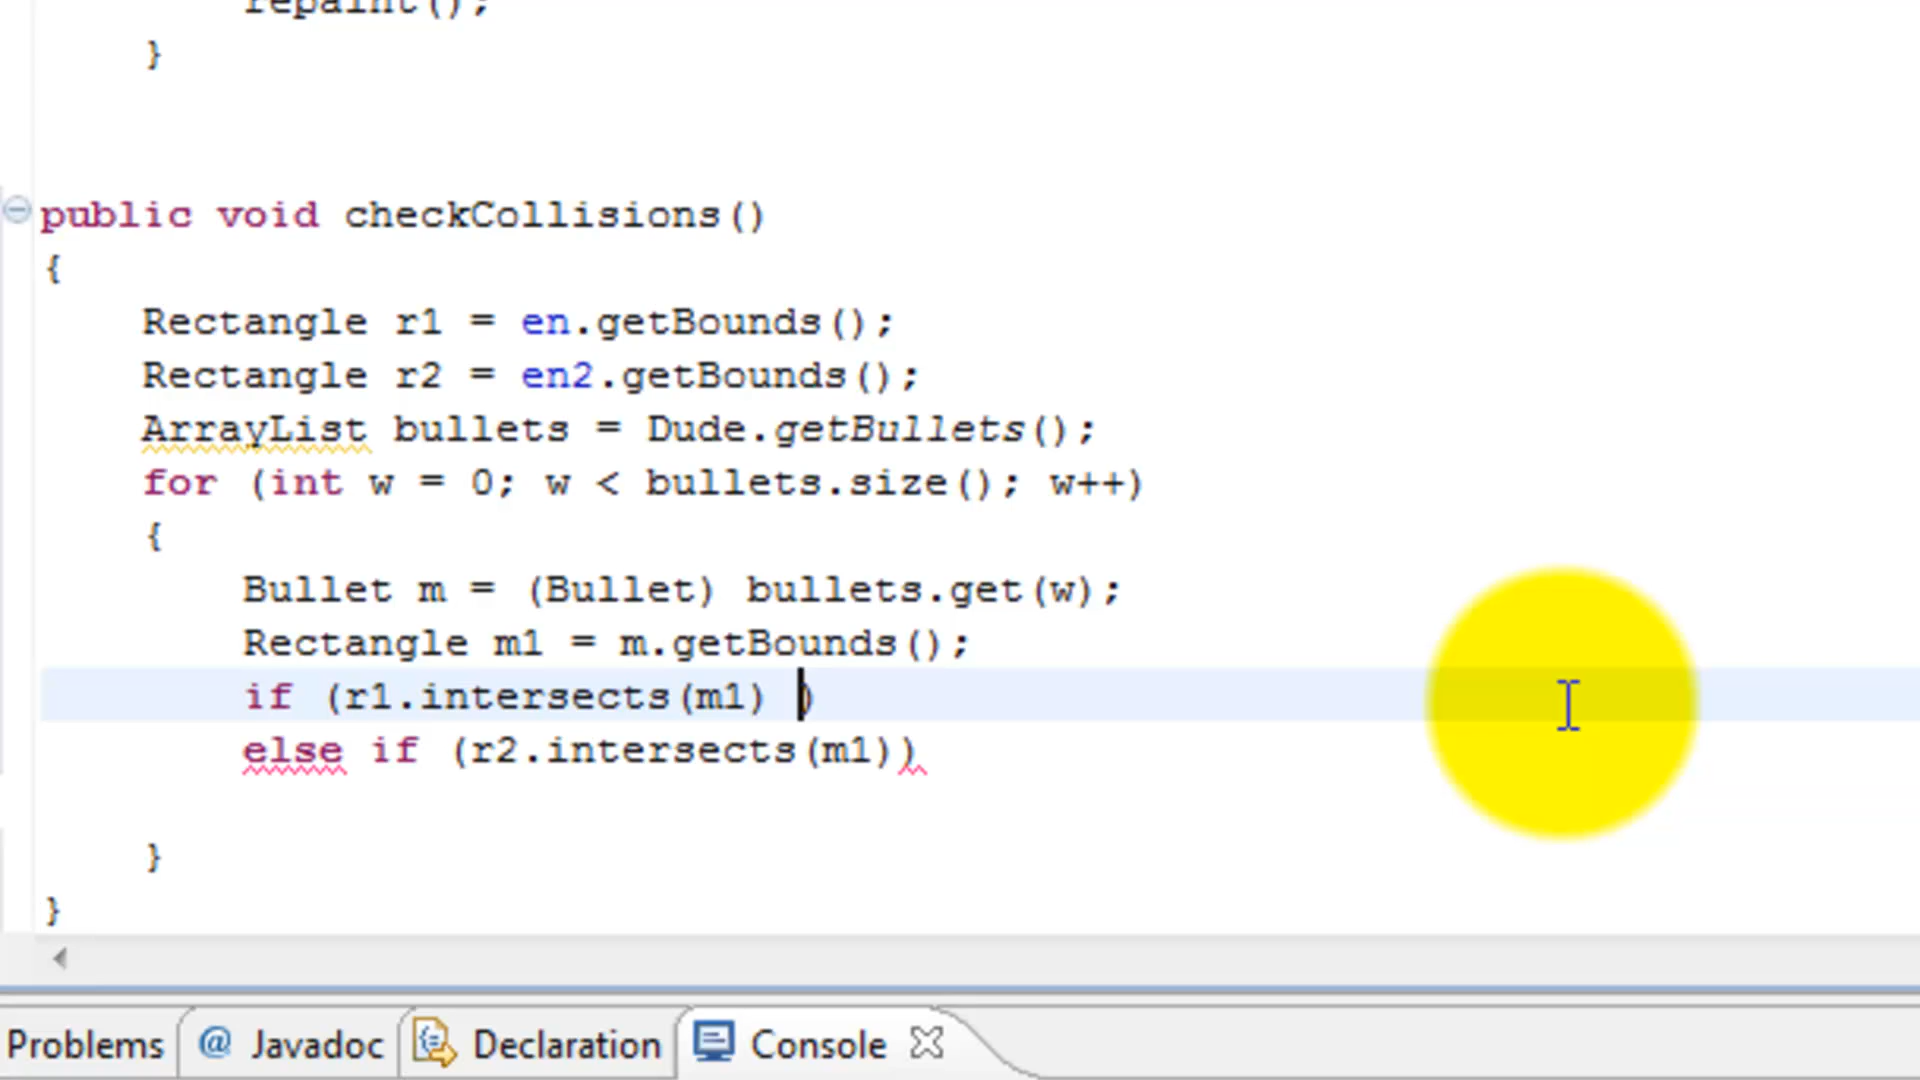 repaint();
}
public void checkCollisions()
{
Rectangle r1 = en.getBounds();
Rectangle r2 = en2.getBounds();
ArrayList bullets = Dude.getBullets();
for (int w = 0; w < bullets.size(); w++)
{
Bullet m = (Bullet) bullets.get(w);
Rectangle m1 = m.getBounds();
if (r1.intersects(m1) )
else if (r2.intersects(m1))
}
}
Problems @ Javadoc Declaration Console